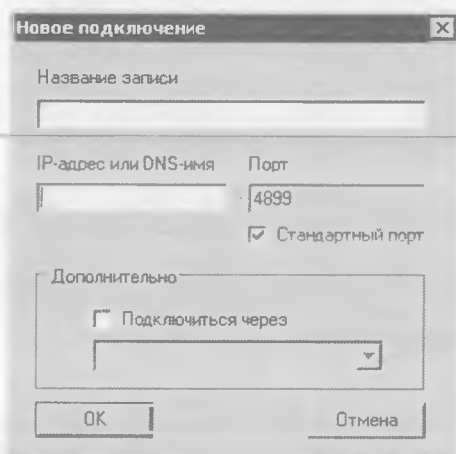 Новое подключение
Название записи
IP-адрес или DNS-имя Порт
4899
Стандартный порт
Дополнительно
Подключиться через
OK Отмена